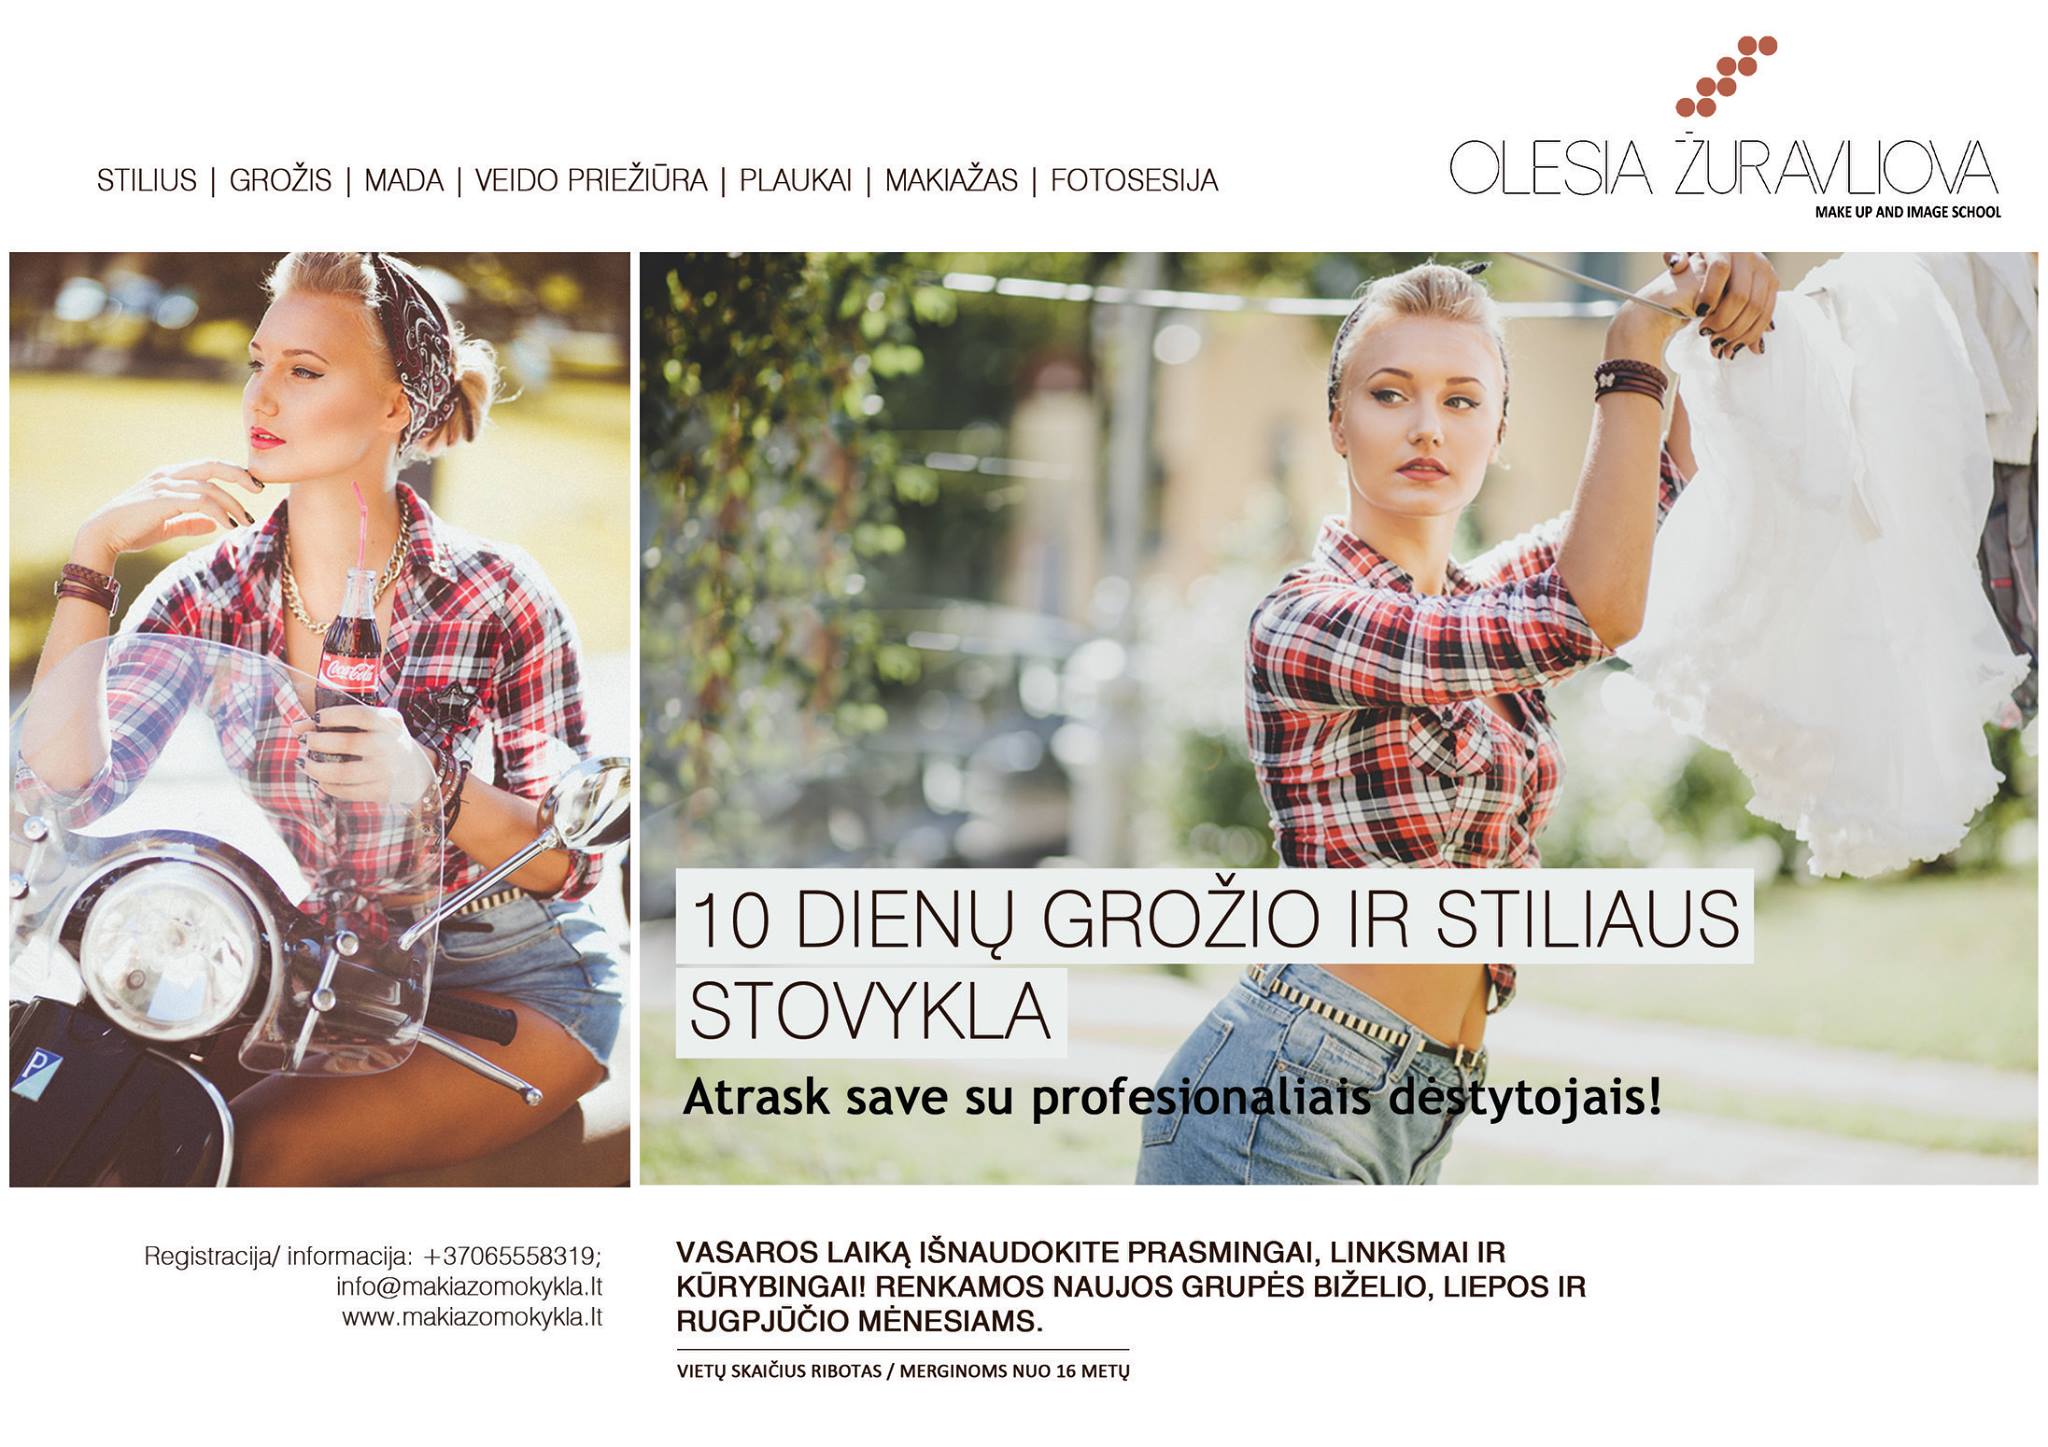 OLESIA ŽURAVLIOVA
MAKE UP AND IMAGE SCHOOL
STILIUS | GROŽIS | MADA | VEIDO PRIEŽIŪRA | PLAUKAI | MAKIAŽAS | FOTOSESIJA
Coca-Cola
P
10 DIENŲ GROŽIO IR STILIAUS
STOVYKLA
Atrask save su profesionaliais dėstytojais!
Registracija/ informacija: +37065558319;
info@makiazomokykla.lt
www.makiazomokykla.lt
VASAROS LAIKĄ IŠNAUDOKITE PRASMINGAI, LINKSMAI IR
KŪRYBINGAI! RENKAMOS NAUJOS GRUPĖS BIŽELIO, LIEPOS IR
RUGPJŪČIO MĖNESIAMS.
VIETŲ SKAIČIUS RIBOTAS / MERGINOMS NUO 16 METŲ